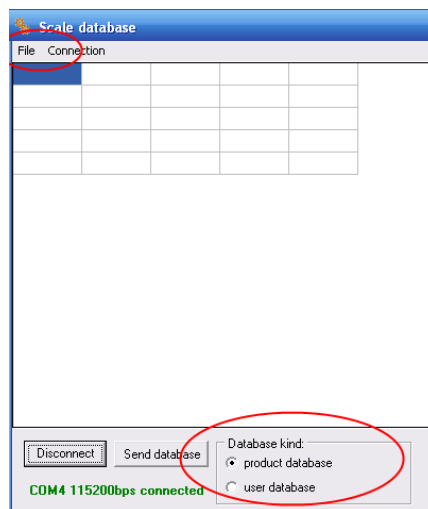 Scale database
File Connection
Database kind:
Disconnect Send database product database
COM4 115200bps connected user database